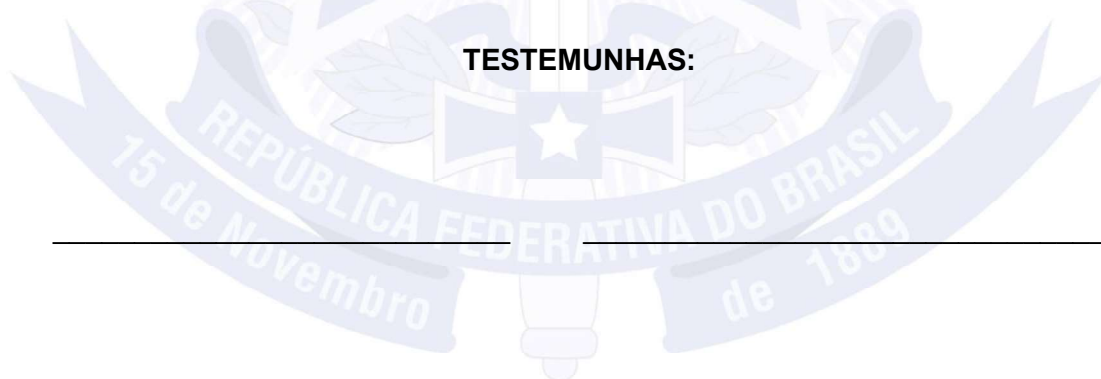 TESTEMUNHAS:
REPÚBLICA FEDERATIVA DO BRASIL
15 de Novembro de 1889